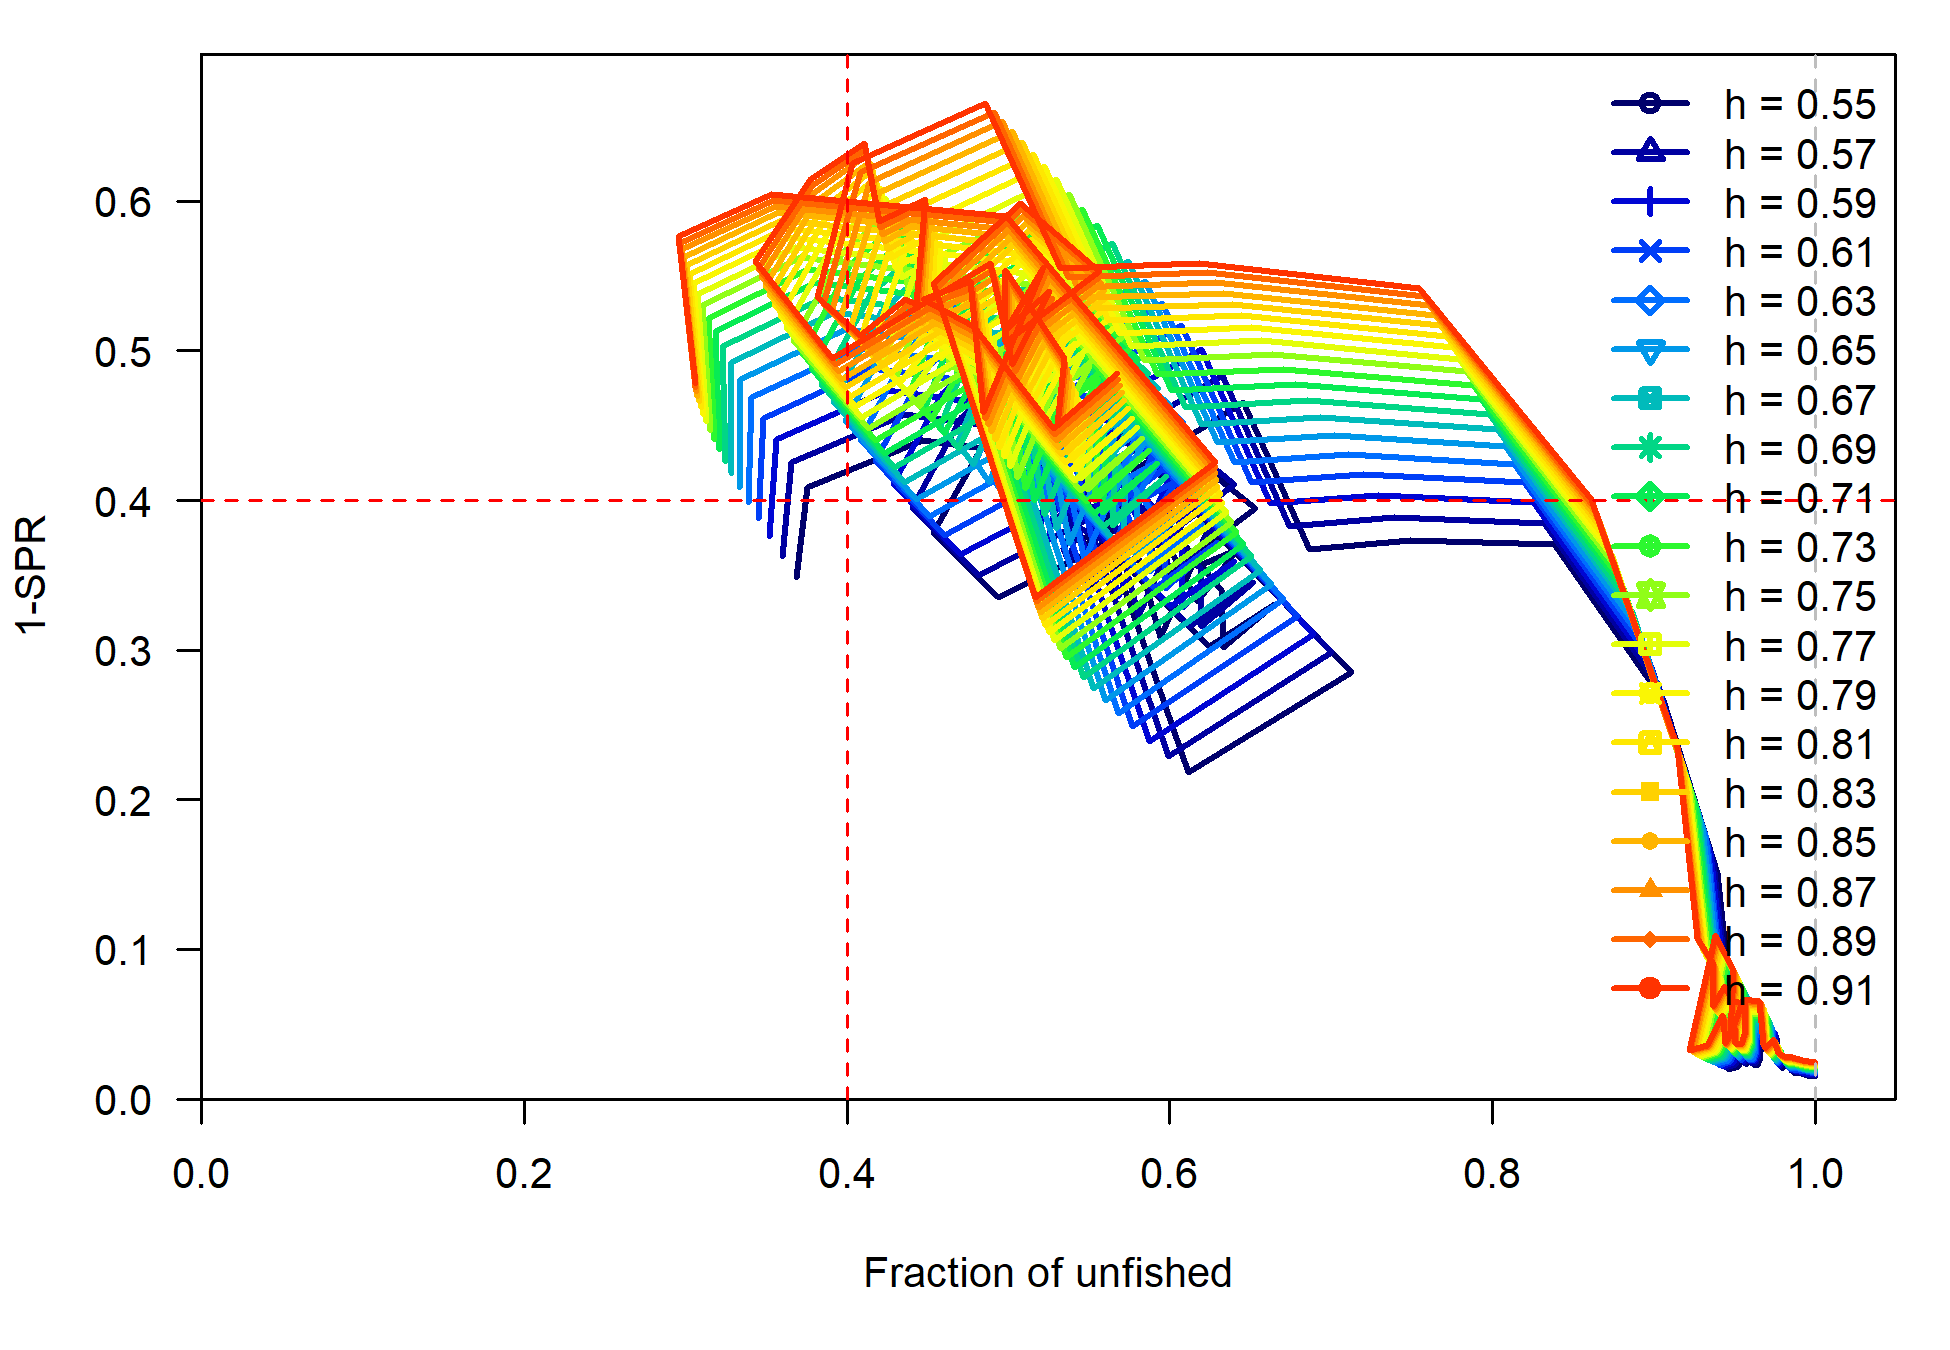 h = 0.55
h = 0.57
h = 0.59
h = 0.61
h = 0.63
h = 0.65
h = 0.67
h = 0.69
h = 0.71
h = 0.73
h = 0.75
h = 0.77
h = 0.79
h = 0.81
h = 0.83
h = 0.85
h = 0.87
h = 0.89
h = 0.91
0.6
0.5
0.4
0.3
0.2
0.1
0.0
1-SPR
0.0 0.2 0.4 0.6 0.8 1.0
Fraction of unfished